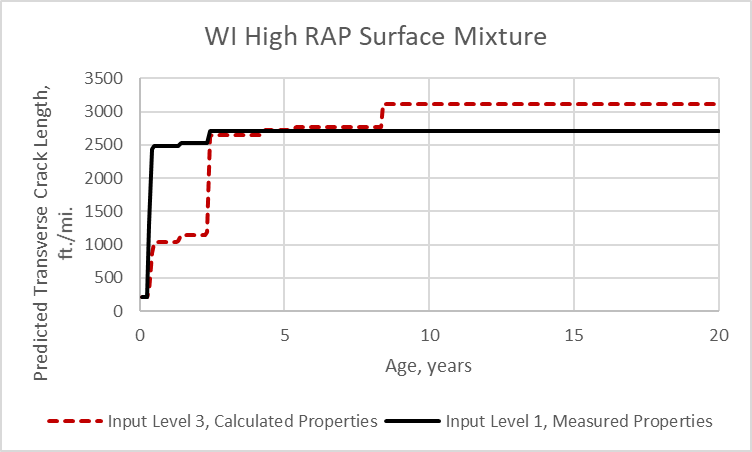 WI High RAP Surface Mixture
Predicted Transverse Crack Length,
ft./mi.
3500
3000
2500
2000
1500
1000
500
0
0 5 10 15 20
Age, years
Input Level 3, Calculated Properties Input Level 1, Measured Properties